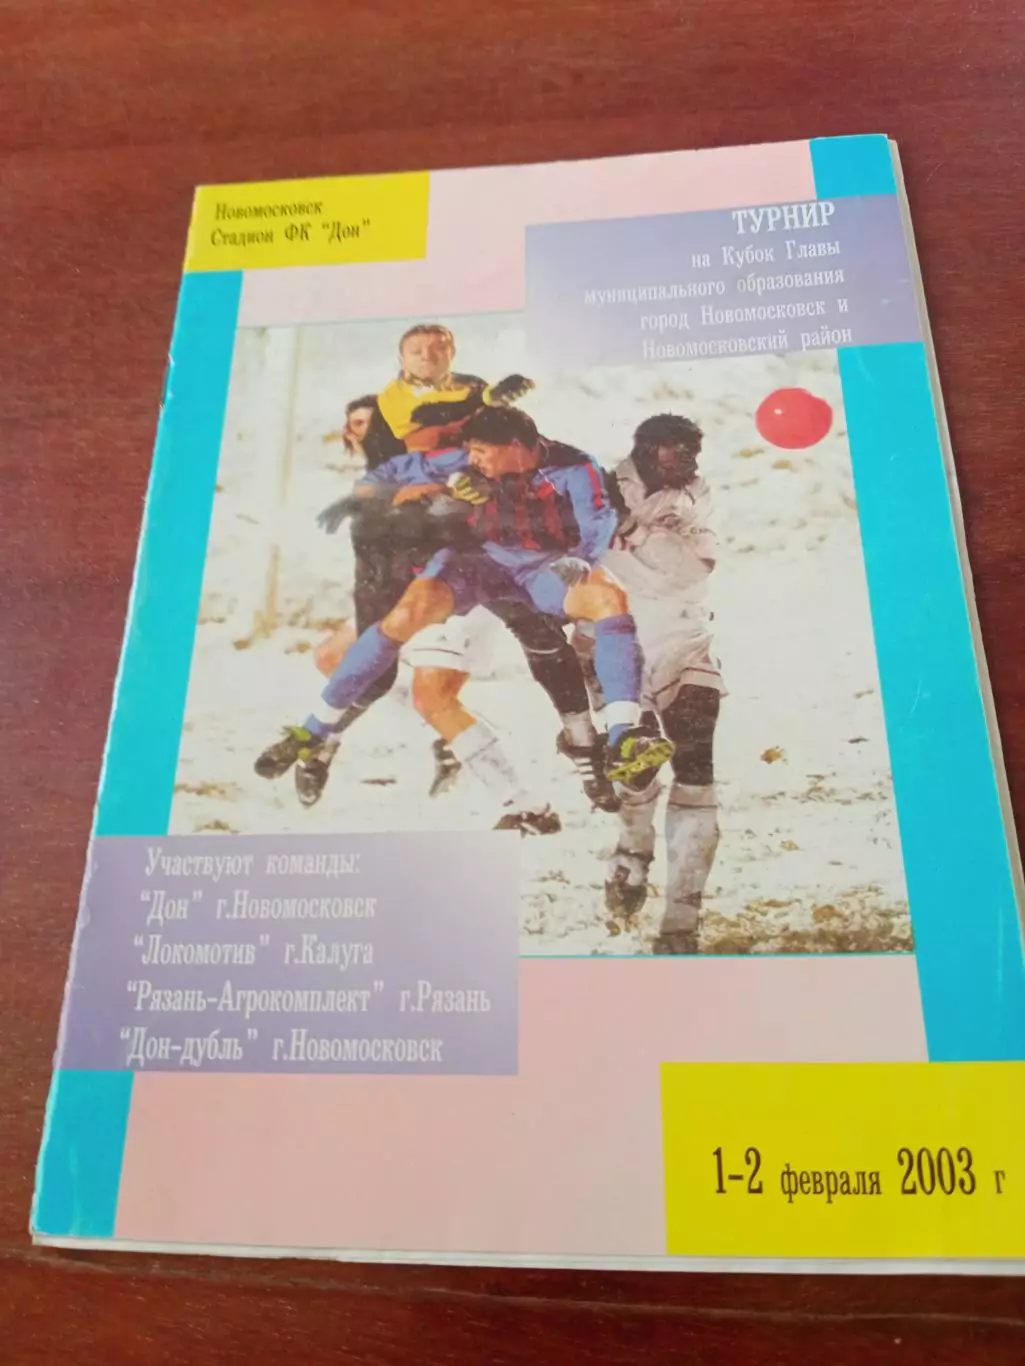 Новомосковск
Стадион ФК "Дон"
ТУРНИР
на Кубок Главы
муниципального образования
город Новомосковск и
Новомосковский район
Участвуют команды:
"Дон" г.Новомосковск
"Локомотив" г.Калуга
"Рязань-Агрокомплект" г.Рязань
"Дон-дубль" г.Новомосковск
1-2 февраля 2003 г